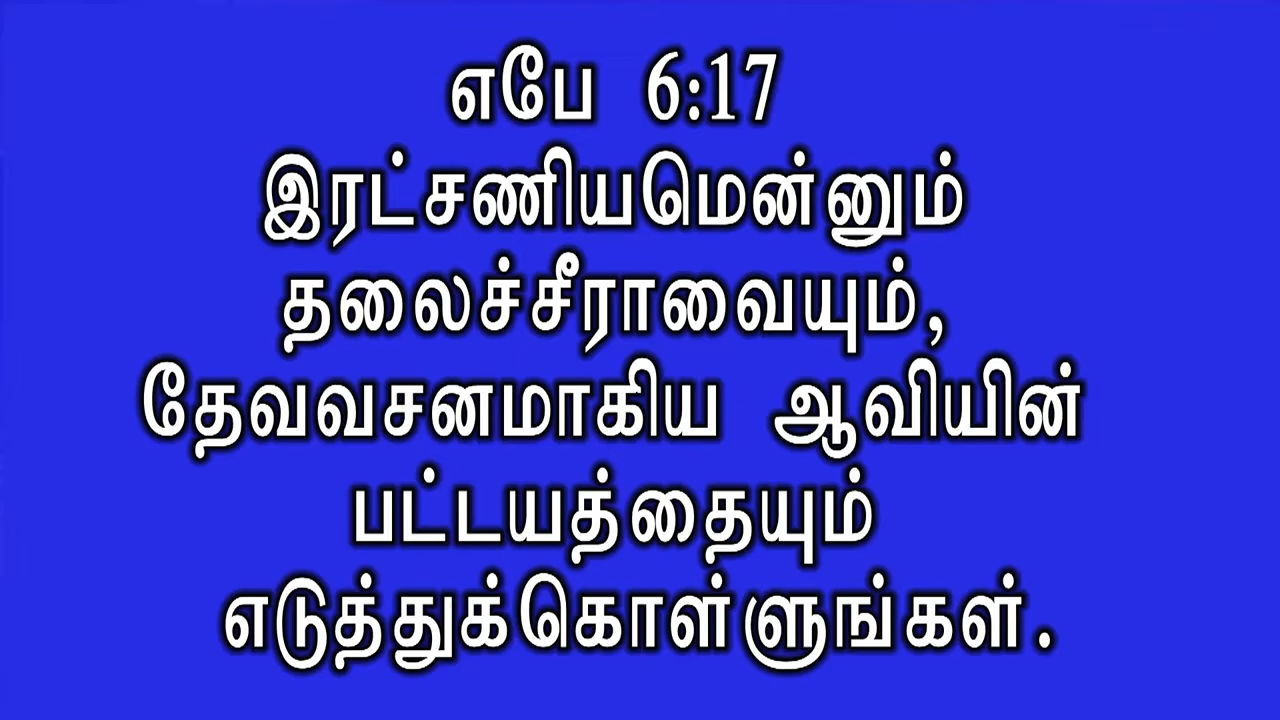 எபே 6:17
இரட்சணியமென்னும்
தலைச்சீராவையும்,
தேவவசனமாகிய ஆவியின்
பட்டயத்தையும்
எடுத்துக்கொள்ளுங்கள்.